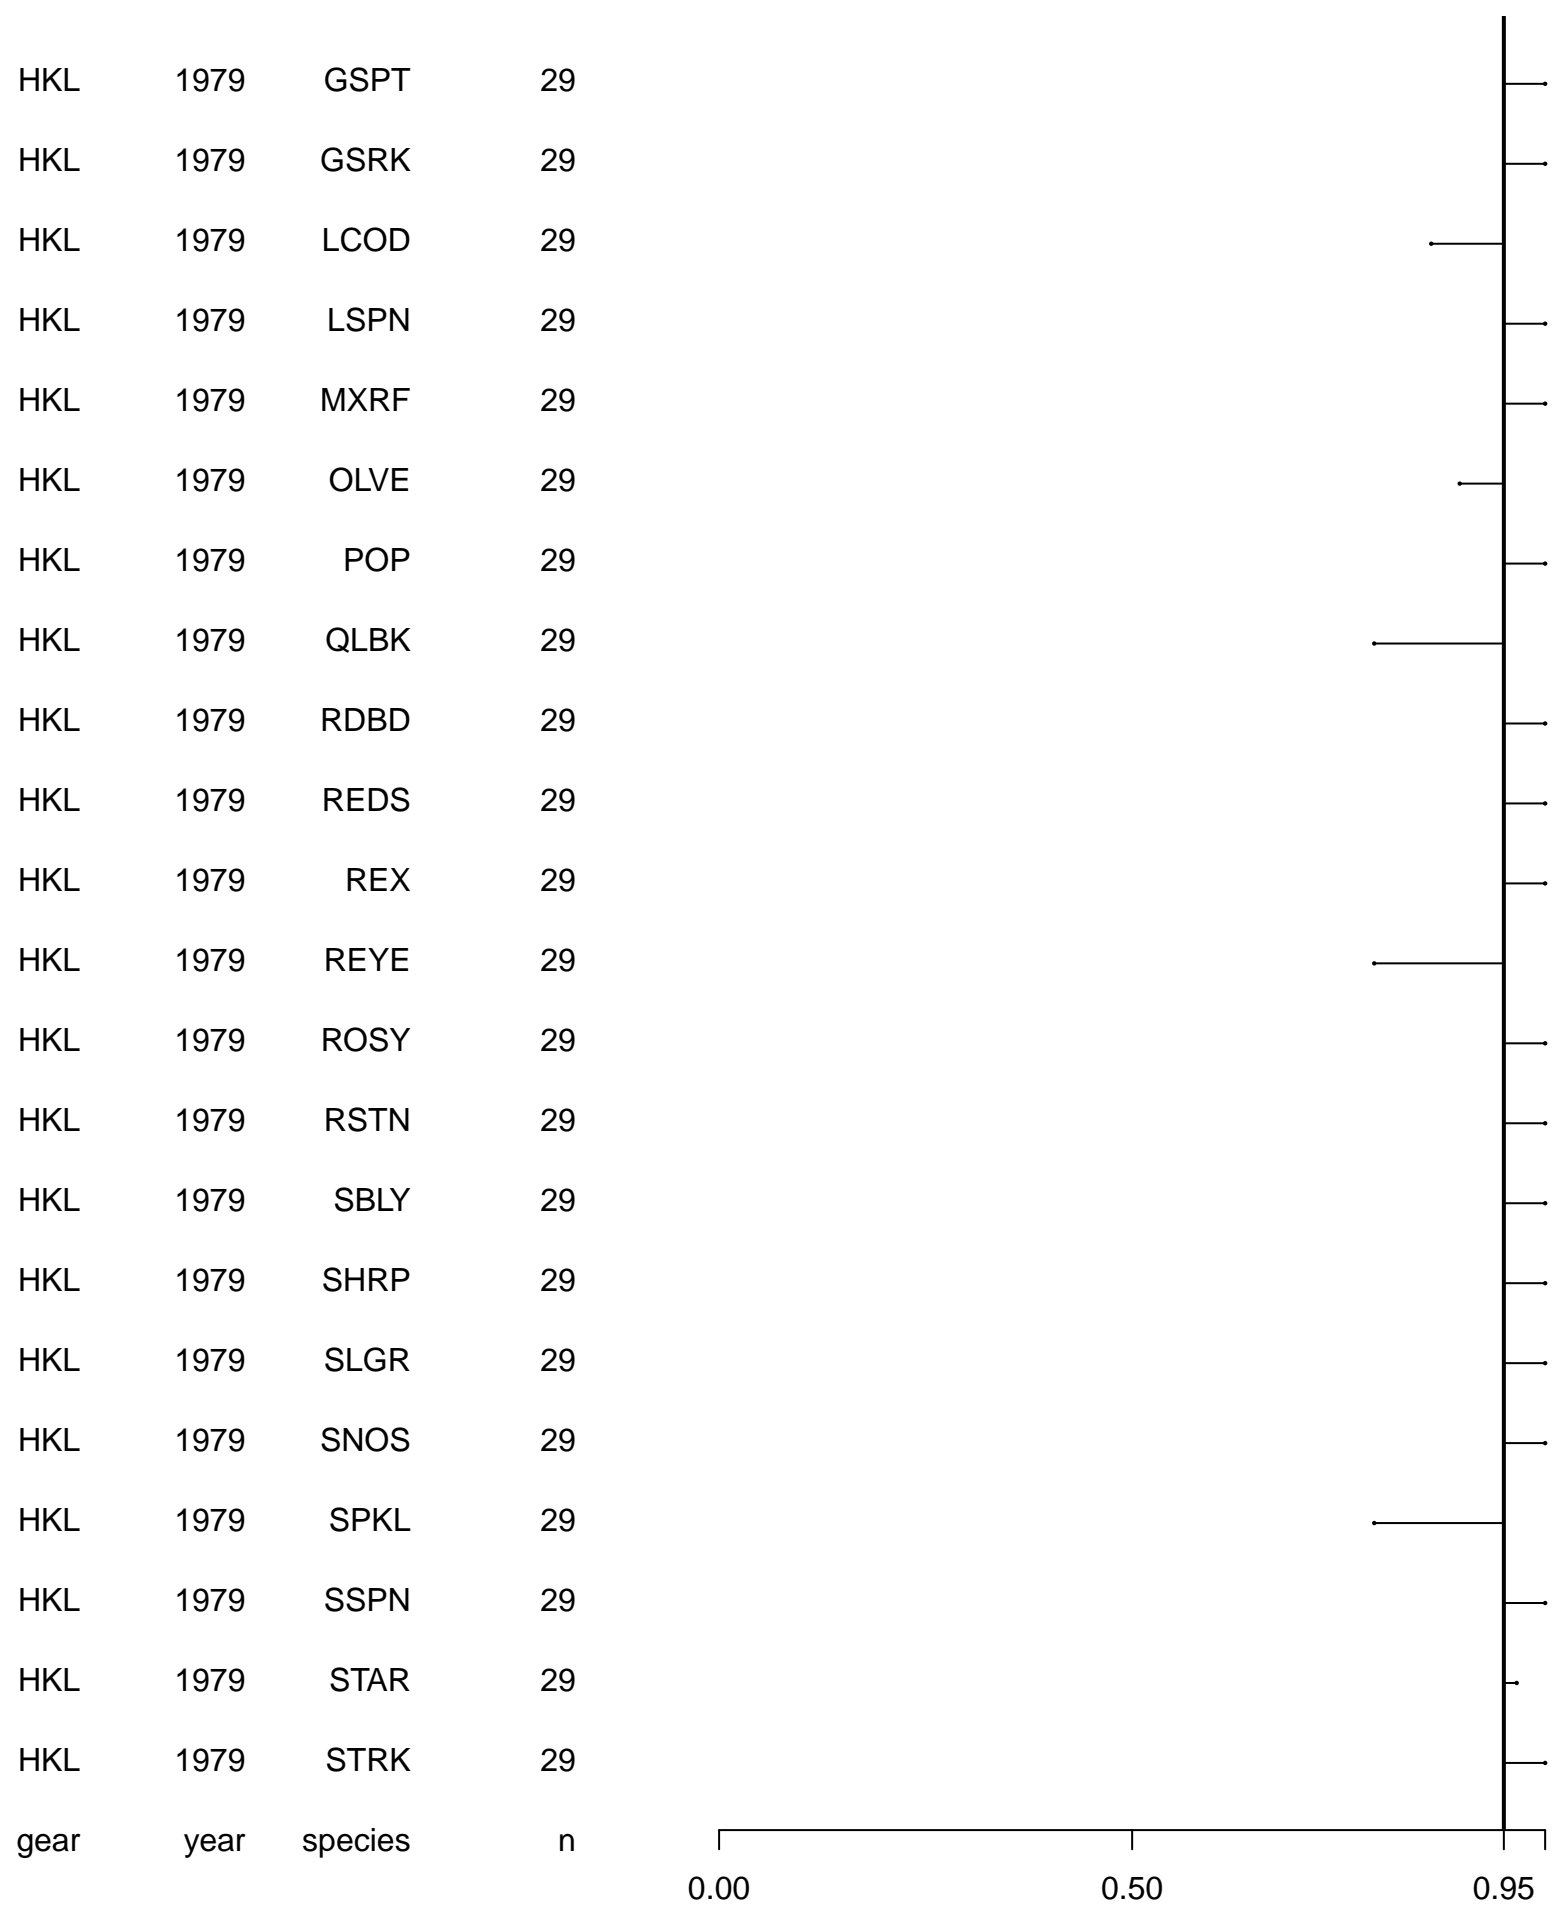 HKL 1979 GSPT 29
HKL 1979 GSRK 29
HKL 1979 LCOD 29
HKL 1979 LSPN 29
HKL 1979 MXRF 29
HKL 1979 OLVE 29
HKL 1979 POP 29
HKL 1979 QLBK 29
HKL 1979 RDBD 29
HKL 1979 REDS 29
HKL 1979 REX 29
HKL 1979 REYE 29
HKL 1979 ROSY 29
HKL 1979 RSTN 29
HKL 1979 SBLY 29
HKL 1979 SHRP 29
HKL 1979 SLGR 29
HKL 1979 SNOS 29
HKL 1979 SPKL 29
HKL 1979 SSPN 29
HKL 1979 STAR 29
HKL 1979 STRK 29
gear year species n
0.00 0.50 0.95